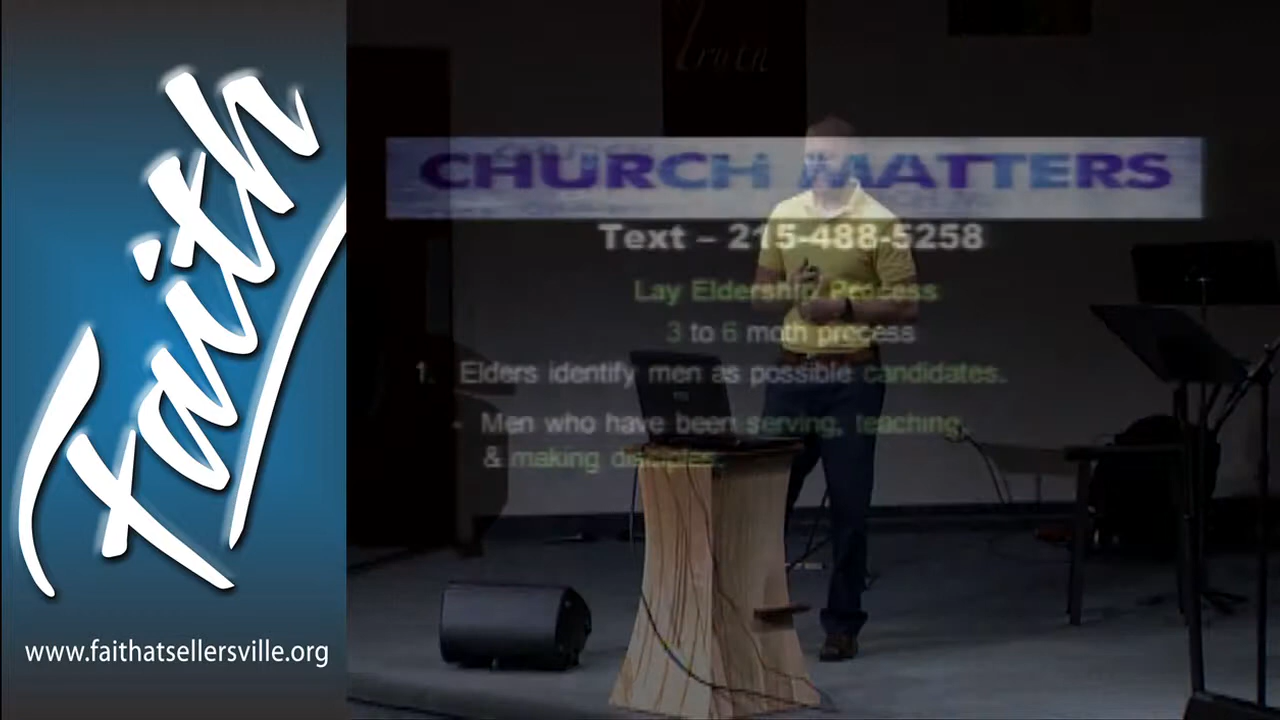 Faith
www.faithatsellersville.org
Truth
CHURCH MATTERS
Text – 215-488-5258
Lay Eldership Process
3 to 6 moth process
1. Elders identify men as possible candidates.
- Men who have been serving, teaching,
& making disciples.